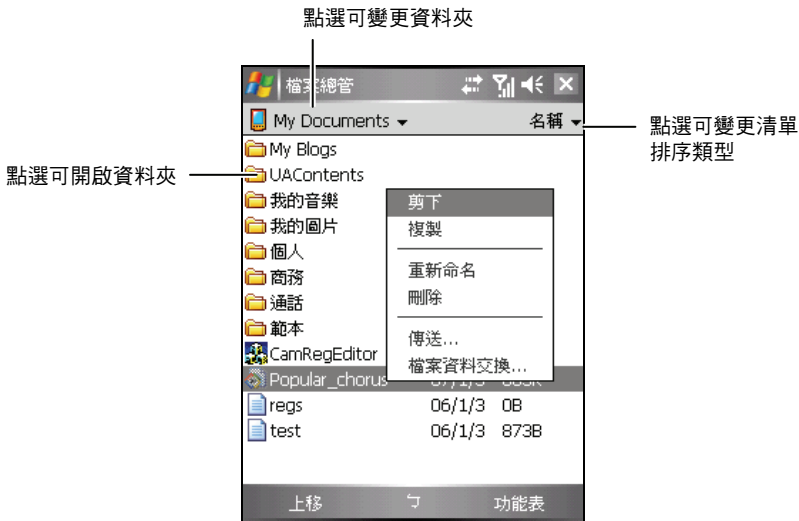 點選可變更資料夾
檔案總管
My Documents
名稱
點選可變更清單
排序類型
點選可開啟資料夾
My Blogs
UAContents
我的音樂
我的圖片
個人
商務
通話
範本
CamRegEditor
Popular_chorus
regs 06/1/3 0B
test 06/1/3 873B
剪下
複製
重新命名
刪除
傳送...
檔案資料交換...
上移 ㄅ 功能表